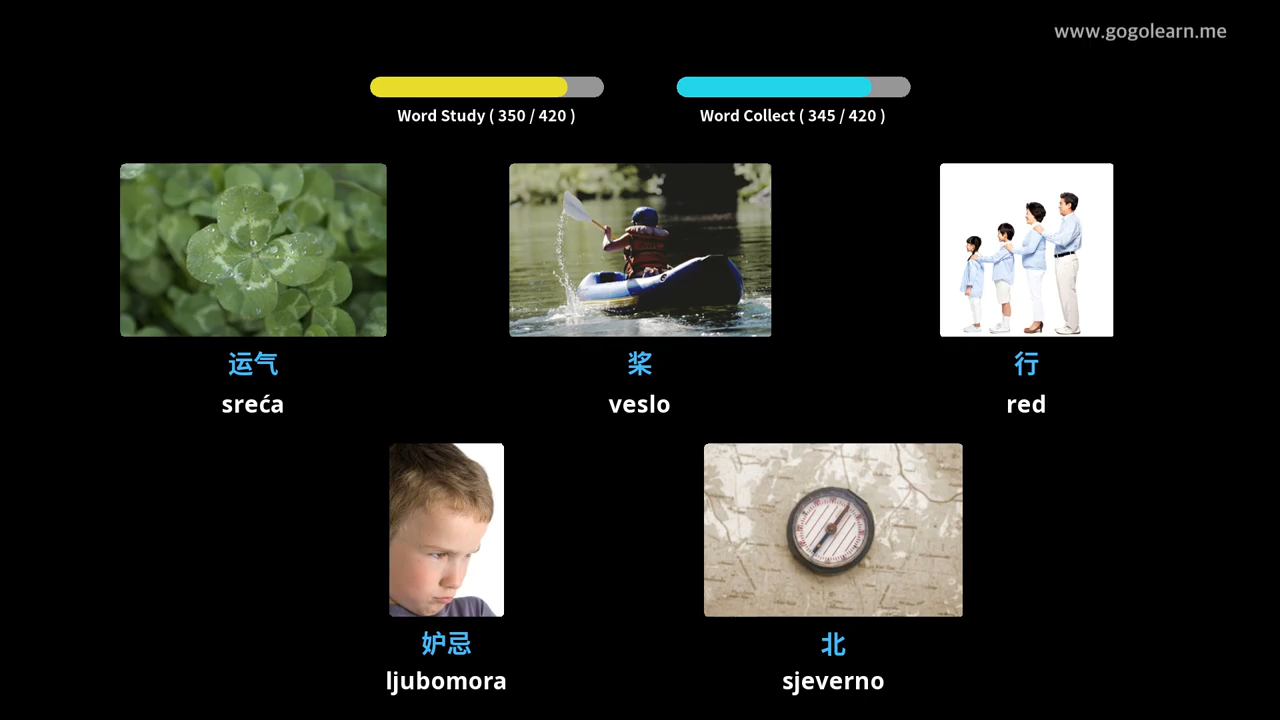 www.gogolearn.me
Word Study ( 350 / 420 )
Word Collect ( 345 / 420 )
运气
桨
行
sreća
veslo
red
妒忌
北
ljubomora
sjeverno